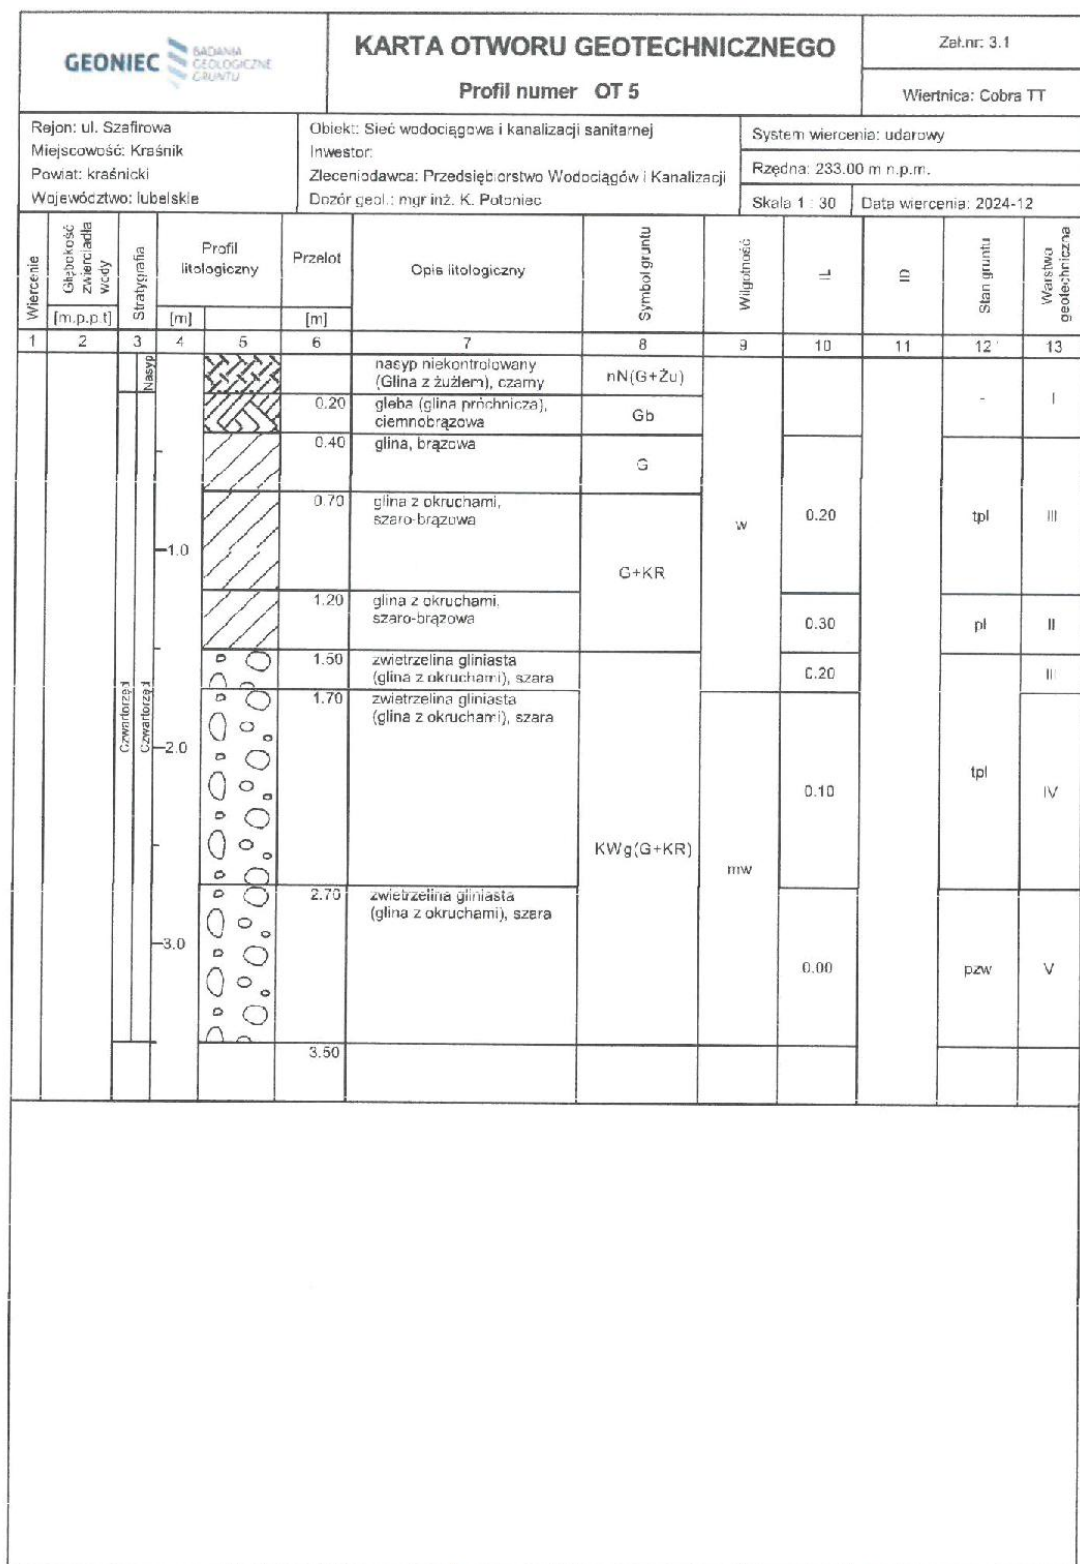 GEONIEC
BADANIA
GEOLOGICZNE
GRUNTU
KARTA OTWORU GEOTECHNICZNEGO
Profil numer OT 5
Zał.nr: 3.1
Wiertnica: Cobra TT
Rejon: ul. Szafirowa
Miejscowość: Kraśnik
Powiat: kraśnicki
Województwo: lubelskie
Obiekt: Sieć wodociągowa i kanalizacji sanitarnej
Inwestor:
Zleceniodawca: Przedsiębiorstwo Wodociągów i Kanalizacji
Dozór geol.: mgr inż. K. Potoniec
System wiercenia: udarowy
Rzędna: 233.00 m n.p.m.
Skala 1 : 30
Data wiercenia: 2024-12
Wiercenie
Głębokość
zwierciadła
wody
[m.p.p.t]
Stratygrafia
Profil
litologiczny
[m]
Przelot
[m]
Opis litologiczny
Symbol gruntu
Wilgotność
IL
ID
Stan gruntu
Warstwa
geotechniczna
1 2 3 4 5 6 7 8 9 10 11 12 13
Nasyp
nasyp niekontrolowany
(Glina z żużlem), czarny
nN(G+Żu)
0.20
gleba (glina próchnicza),
ciemnobrązowa
Gb
-
I
0.40
glina, brązowa
G
0.70
glina z okruchami,
szaro-brązowa
w
0.20
tpl
III
1.0
G+KR
1.20
glina z okruchami,
szaro-brązowa
0.30
pl
II
1.50
zwietrzelina gliniasta
(glina z okruchami), szara
0.20
III
1.70
zwietrzelina gliniasta
(glina z okruchami), szara
Czwartorzęd
Czwartorzęd
2.0
tpl
0.10
IV
KWg(G+KR)
mw
2.70
zwietrzelina gliniasta
(glina z okruchami), szara
3.0
0.00
pzw
V
3.50